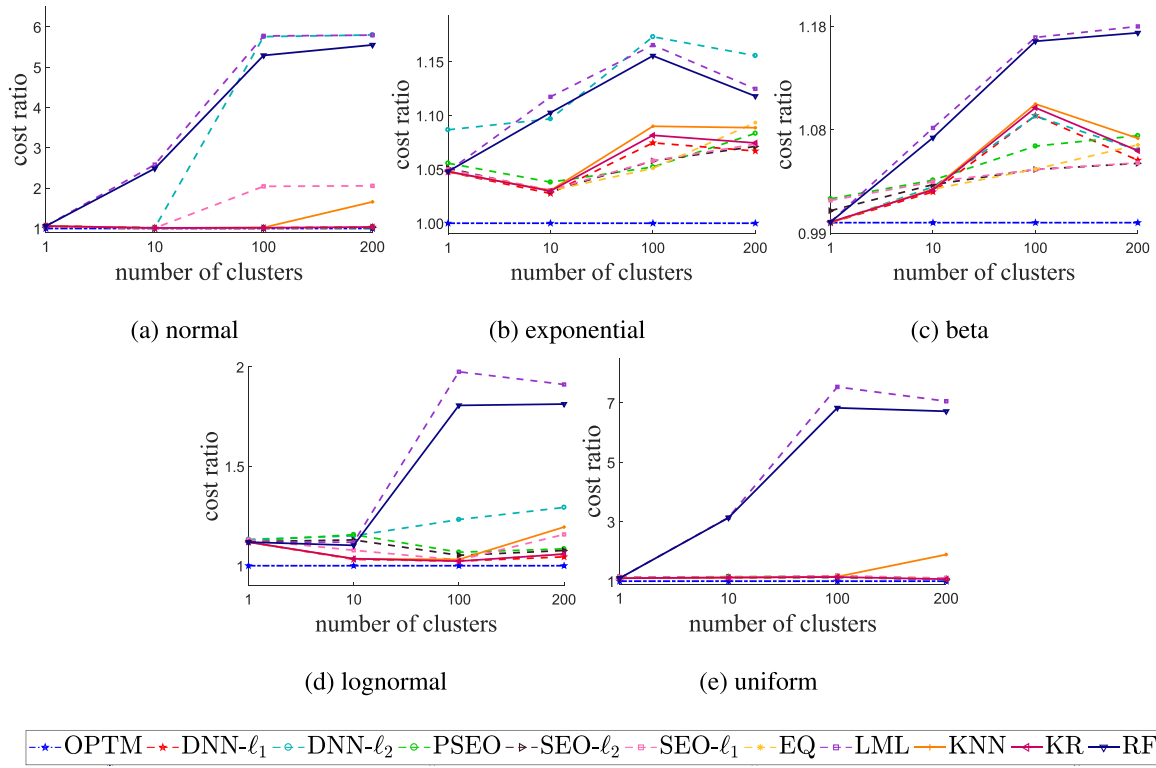 6
5
4
3
2
1
cost ratio
1
10
100
200
number of clusters
(a) normal
1.15
1.10
1.05
1.00
cost ratio
1
10
100
200
number of clusters
(b) exponential
1.18
1.08
0.99
cost ratio
1
10
100
200
number of clusters
(c) beta
2
1.5
1
cost ratio
1
10
100
200
number of clusters
(d) lognormal
7
5
3
1
cost ratio
1
10
100
200
number of clusters
(e) uniform
OPTM DNN-ℓ₁ DNN-ℓ₂ PSEO SEO-ℓ₂ SEO-ℓ₁ EQ LML KNN KR RF